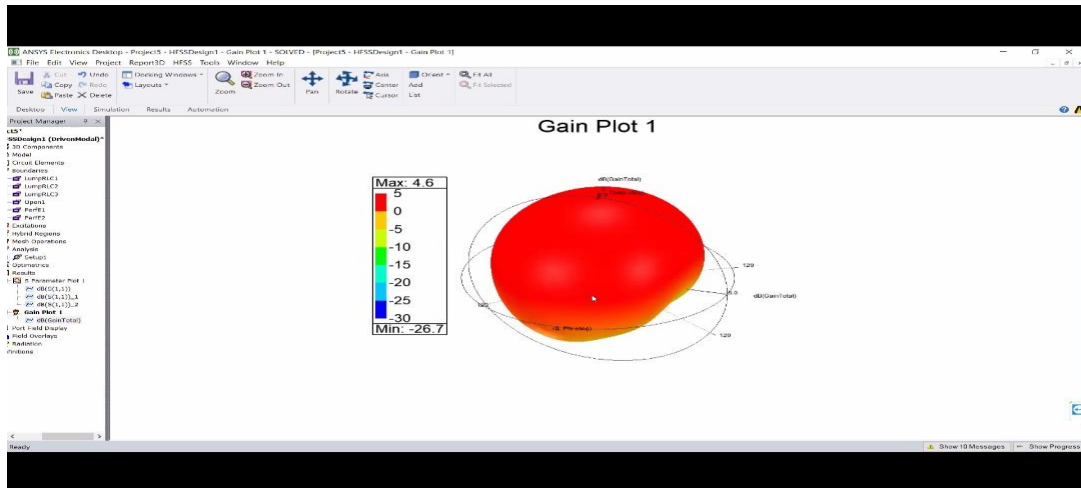 ANSYS Electronics Desktop - Project5 - HFSSDesign1 - Gain Plot 1 - SOLVED - [Project5 - HFSSDesign1 - Gain Plot 1]
File Edit View Project Report3D HFSS Tools Window Help
Save
Cut
Copy
Paste
Undo
Redo
Delete
Docking Windows
Layouts
Zoom
Zoom In
Zoom Out
Pan
Rotate
Axis
Center
Cursor
Orient
Add
List
Fit All
Fit Selected
Desktop View Simulation Results Automation
Project Manager
ct5*
SSDesign1 (DrivenModal)*
3D Components
Model
Circuit Elements
Boundaries
LumpRLC1
LumpRLC2
LumpRLC3
Open1
PerfE1
PerfE2
Excitations
Hybrid Regions
Mesh Operations
Analysis
Setup1
Optimetrics
Results
S Parameter Plot 1
dB(S(1,1))
dB(S(1,1))_1
dB(S(1,1))_2
Gain Plot 1
dB(GainTotal)
Port Field Display
Field Overlays
Radiation
finitions
Gain Plot 1
Max: 4.6
5
0
-5
-10
-15
-20
-25
-30
Min: -26.7
dB(GainTotal)
120
dB(GainTotal)
120
Ready
Show 10 Messages
Show Progress